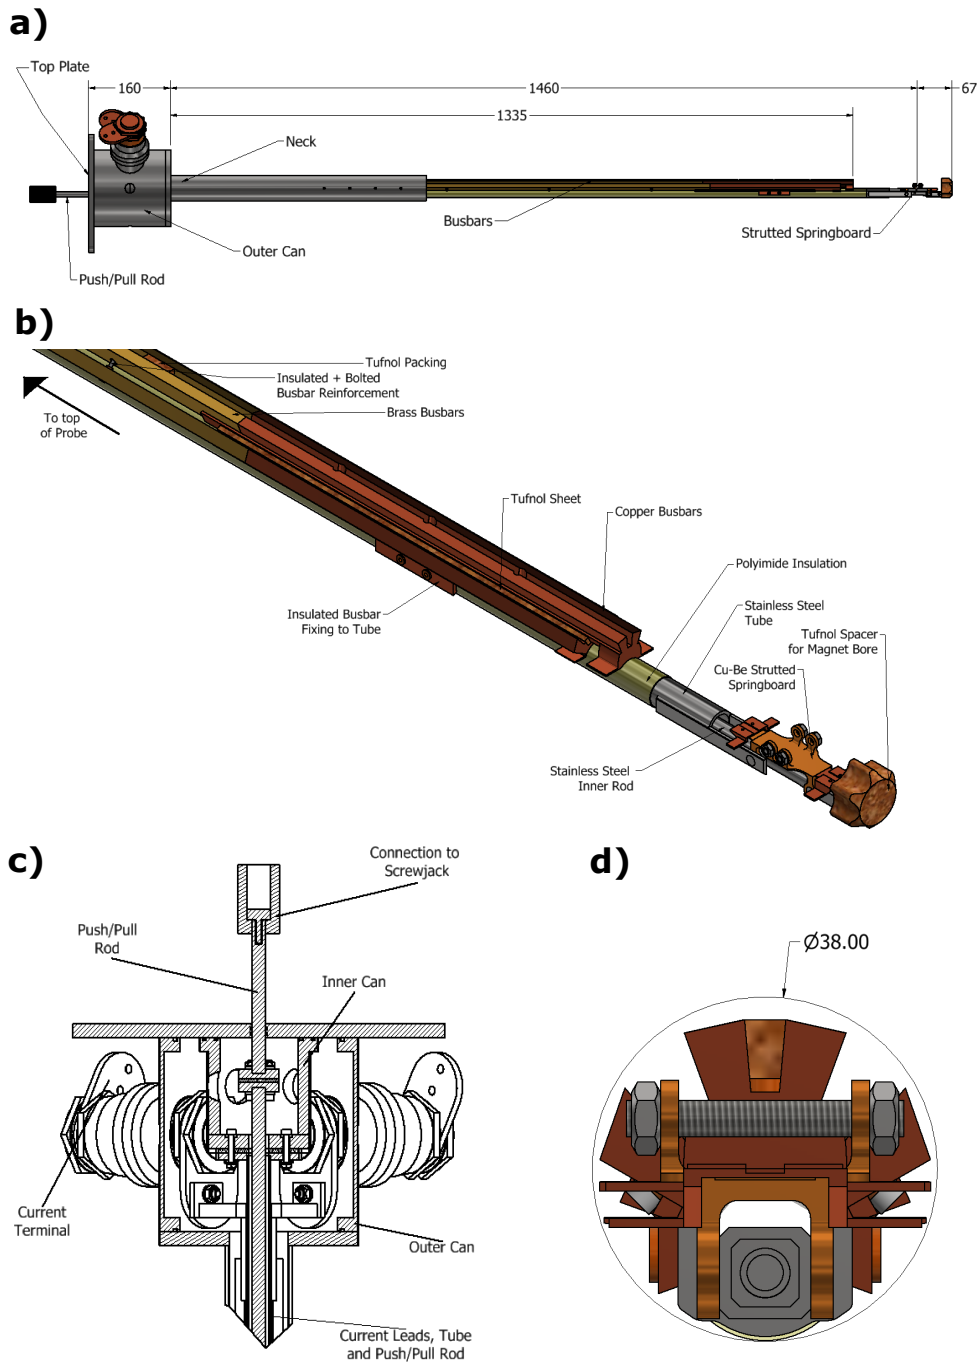 a)
Top Plate
160
1460
67
1335
Neck
Busbars
Strutted Springboard
Outer Can
Push/Pull Rod
b)
Tufnol Packing
Insulated + Bolted
Busbar Reinforcement
Brass Busbars
To top
of Probe
Tufnol Sheet
Copper Busbars
Polyimide Insulation
Insulated Busbar
Fixing to Tube
Stainless Steel
Tube
Tufnol Spacer
for Magnet Bore
Cu-Be Strutted
Springboard
Stainless Steel
Inner Rod
c)
Connection to
Screwjack
Push/Pull
Rod
Inner Can
Current
Terminal
Outer Can
Current Leads, Tube
and Push/Pull Rod
d)
Ø38.00